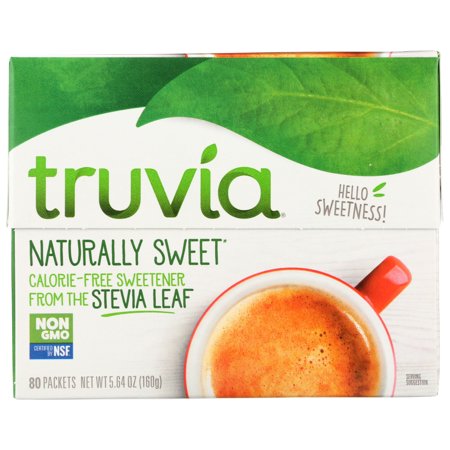 truvia®
HELLO
SWEETNESS!
NATURALLY SWEET*
CALORIE-FREE SWEETENER
FROM THE STEVIA LEAF
NON
GMO
CERTIFIED
BY NSF
80 PACKETS NET WT 5.64 OZ (160g)
SERVING
SUGGESTION